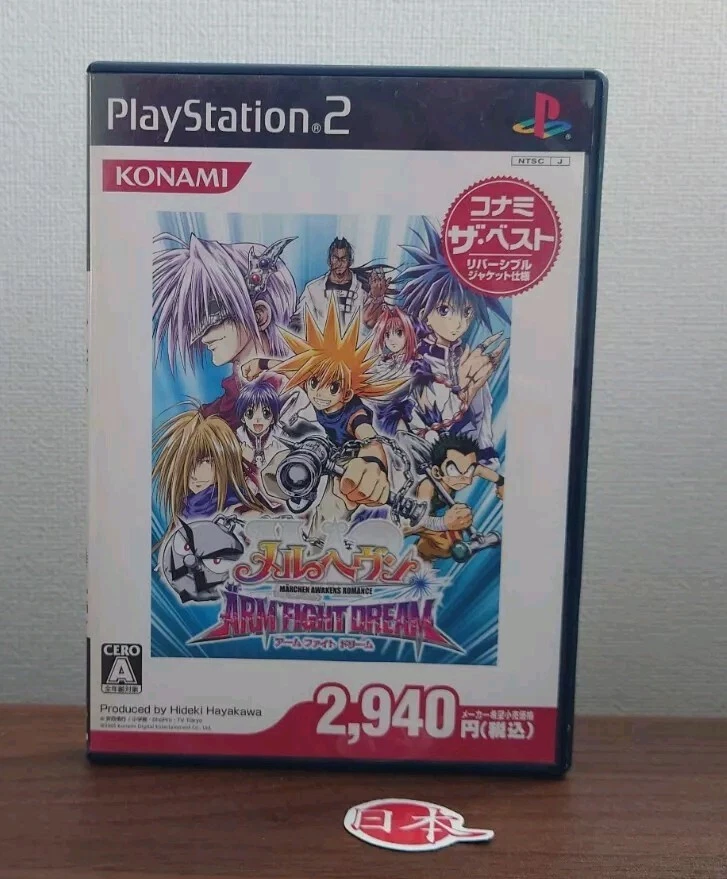 PlayStation®2
NTSC J
KONAMI
コナミ
ザ・ベスト
リバーシブル
ジャケット仕様
メルヘヴン
MÄRCHEN AWAKENS ROMANCE
ÄRM FIGHT DREAM
アーム ファイト ドリーム
CERO
A
全年齢対象
Produced by Hideki Hayakawa
2,940
メーカー希望小売価格
円(税込)
日本